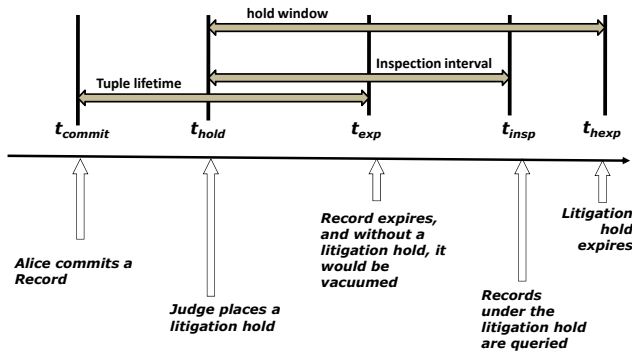 hold window
Inspection interval
Tuple lifetime
t_commit t_hold t_exp t_insp t_hexp
Alice commits a
Record
Judge places a
litigation hold
Record expires,
and without a
litigation hold, it
would be
vacuumed
Records
under the
litigation hold
are queried
Litigation
hold
expires